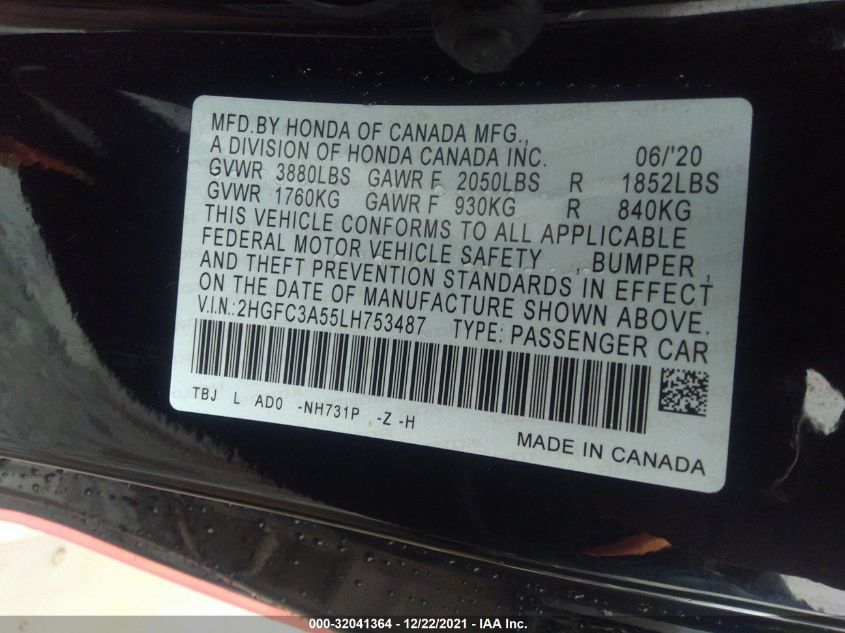 MFD.BY HONDA OF CANADA MFG.,
A DIVISION OF HONDA CANADA INC. 06/'20
GVWR 3880LBS GAWR F 2050LBS R 1852LBS
GVWR 1760KG GAWR F 930KG R 840KG
THIS VEHICLE CONFORMS TO ALL APPLICABLE
FEDERAL MOTOR VEHICLE SAFETY , BUMPER ,
AND THEFT PREVENTION STANDARDS IN EFFECT
ON THE DATE OF MANUFACTURE SHOWN ABOVE.
V.I.N.:2HGFC3A55LH753487 TYPE: PASSENGER CAR
TBJ L AD0 -NH731P -Z -H
MADE IN CANADA
000-32041364 - 12/22/2021 - IAA Inc.